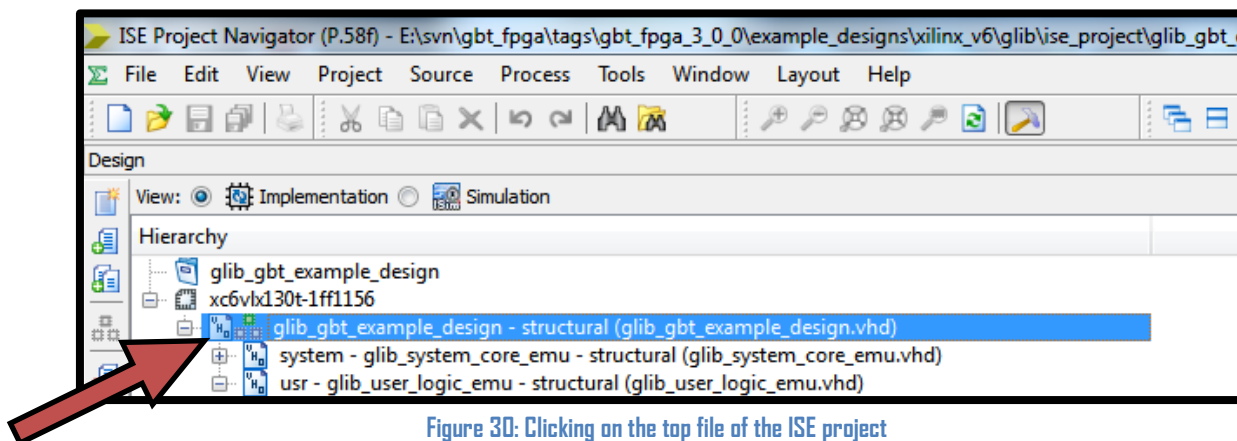 ISE Project Navigator (P.58f) - E:\svn\gbt_fpga\tags\gbt_fpga_3_0_0\example_designs\xilinx_v6\glib\ise_project\glib_gbt_
File Edit View Project Source Process Tools Window Layout Help
Design
View: Implementation Simulation
Hierarchy
glib_gbt_example_design
xc6vlx130t-1ff1156
glib_gbt_example_design - structural (glib_gbt_example_design.vhd)
system - glib_system_core_emu - structural (glib_system_core_emu.vhd)
usr - glib_user_logic_emu - structural (glib_user_logic_emu.vhd)
Figure 30: Clicking on the top file of the ISE project